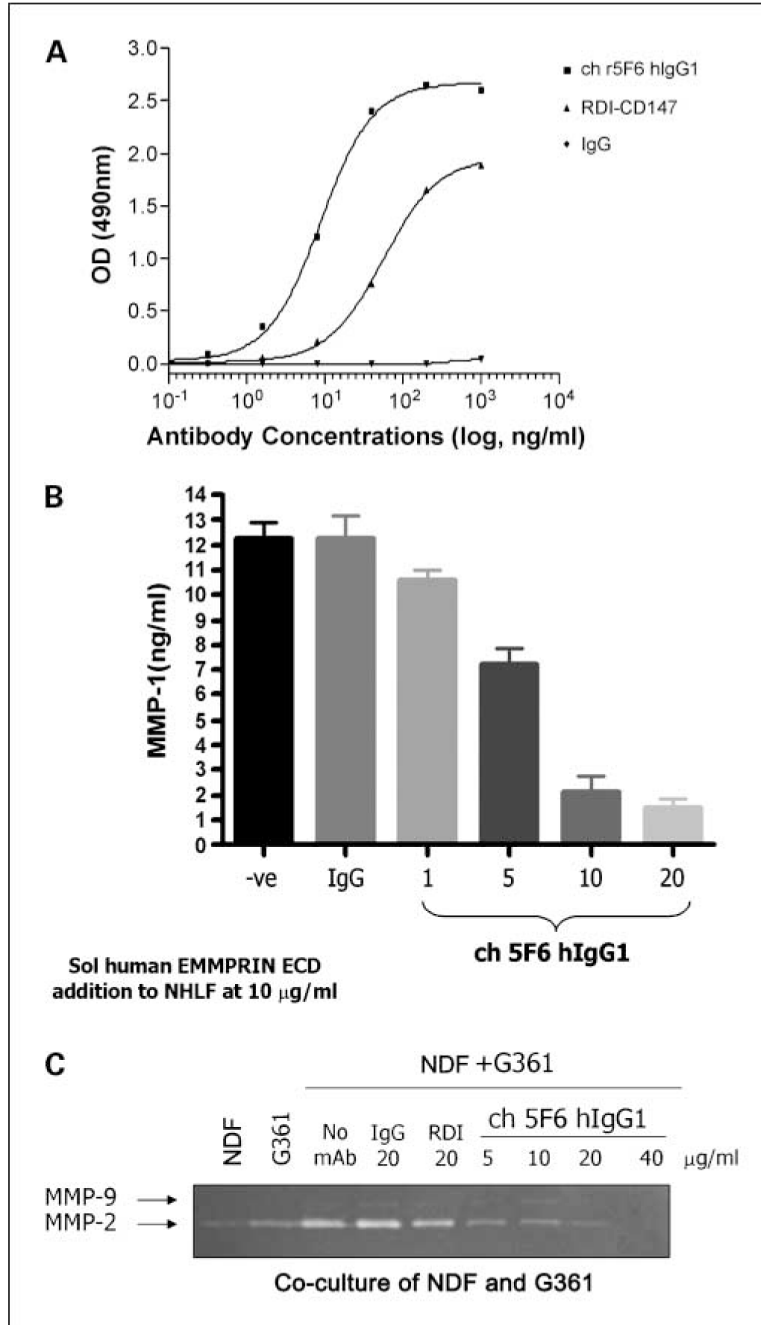 A
3.0
2.5
2.0
1.5
1.0
0.5
0.0
OD (490nm)
10-1 100 101 102 103 104
Antibody Concentrations (log, ng/ml)
ch r5F6 hIgG1
RDI-CD147
IgG
B
14
13
12
11
10
9
8
7
6
5
4
3
2
1
0
MMP-1(ng/ml)
-ve IgG 1 5 10 20
ch 5F6 hIgG1
Sol human EMMPRIN ECD
addition to NHLF at 10 μg/ml
C
NDF +G361
NDF
G361
No IgG RDI ch 5F6 hIgG1
mAb 20 20 5 10 20 40 μg/ml
MMP-9
MMP-2
Co-culture of NDF and G361